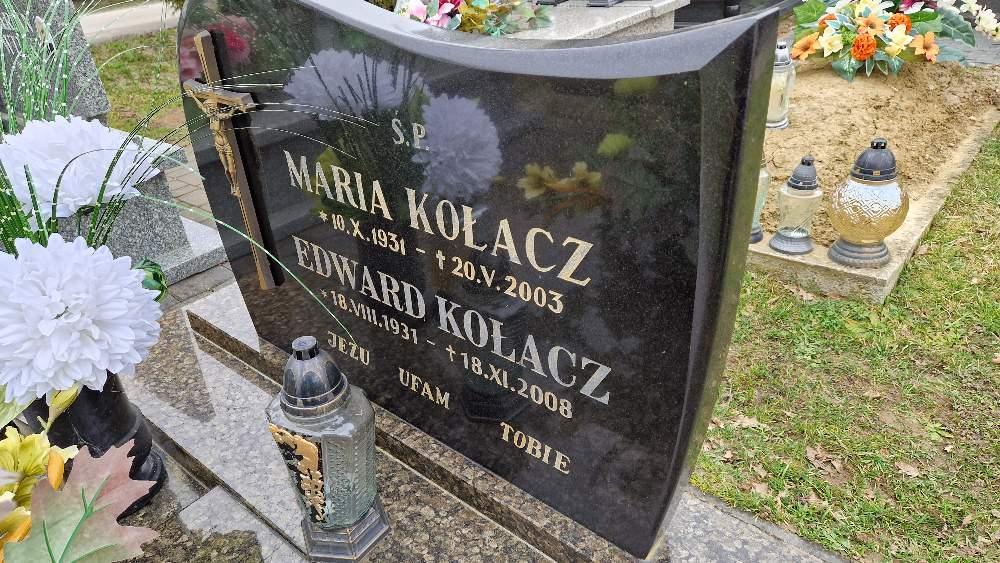 Ś.P.
MARIA KOŁACZ
* 10.X.1931 - † 20.V.2003
EDWARD KOŁACZ
* 18.VIII.1931 - † 18.XI.2008
JEZU UFAM TOBIE